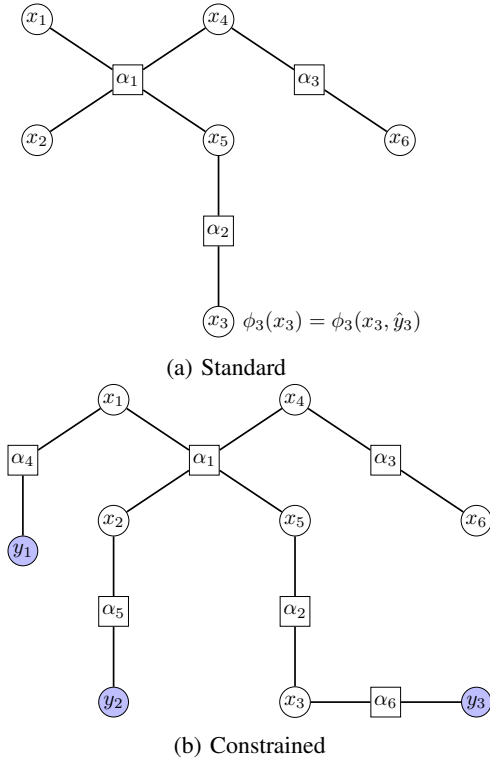 x₁ x₄
α₁ α₃
x₂ x₅ x₆
α₂
x₃ ϕ₃(x₃) = ϕ₃(x₃, ŷ₃)
(a) Standard
x₁ x₄
α₄ α₁ α₃
x₂ x₅ x₆
y₁
α₅ α₂
y₂ x₃ α₆ y₃
(b) Constrained